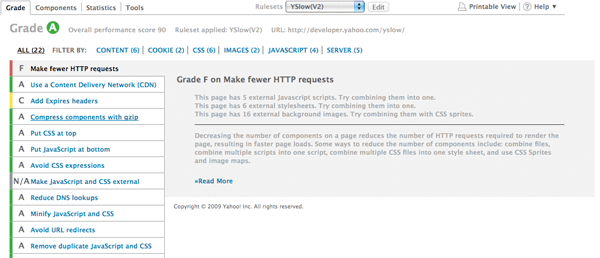 Grade Components Statistics Tools Rulesets YSlow(V2) Edit Printable View Help
Grade A Overall performance score 90 Ruleset applied: YSlow(V2) URL: http://developer.yahoo.com/yslow/
ALL (22) FILTER BY: CONTENT (6) COOKIE (2) CSS (6) IMAGES (2) JAVASCRIPT (4) SERVER (5)
F Make fewer HTTP requests
A Use a Content Delivery Network (CDN)
C Add Expires headers
A Compress components with gzip
A Put CSS at top
A Put JavaScript at bottom
A Avoid CSS expressions
N/A Make JavaScript and CSS external
A Reduce DNS lookups
A Minify JavaScript and CSS
A Avoid URL redirects
A Remove duplicate JavaScript and CSS
Grade F on Make fewer HTTP requests
This page has 5 external Javascript scripts. Try combining them into one.
This page has 6 external stylesheets. Try combining them into one.
This page has 16 external background images. Try combining them with CSS sprites.
Decreasing the number of components on a page reduces the number of HTTP requests required to render the
page, resulting in faster page loads. Some ways to reduce the number of components include: combine files,
combine multiple scripts into one script, combine multiple CSS files into one style sheet, and use CSS Sprites
and image maps.
»Read More
Copyright © 2009 Yahoo! Inc. All rights reserved.